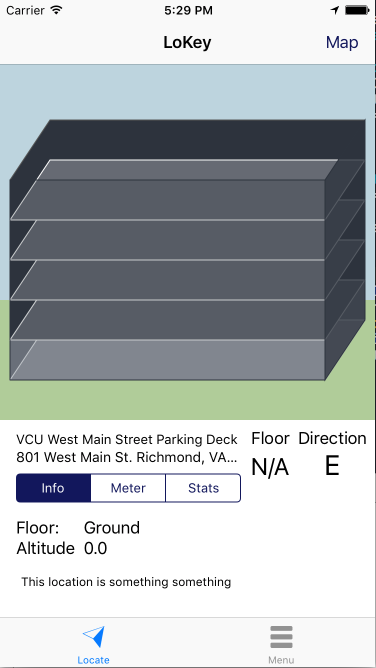 Carrier 5:29 PM
LoKey Map
VCU West Main Street Parking Deck
801 West Main St. Richmond, VA...
Floor Direction
N/A E
Info Meter Stats
Floor: Ground
Altitude 0.0
This location is something something
Locate Menu